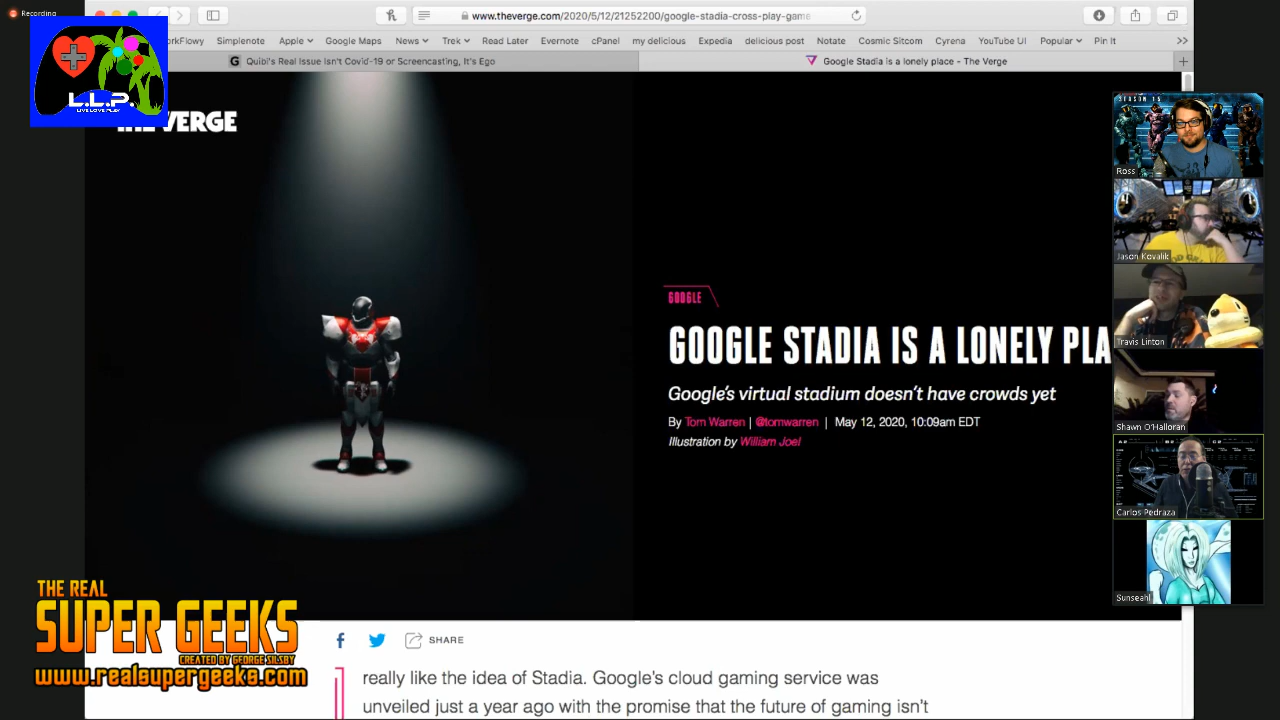 Recording
www.theverge.com/2020/5/12/21252200/google-stadia-cross-play-game
rkFlowy Simplenote Apple Google Maps News Trek Read Later Evernote cPanel my delicious Expedia delicious post Notate Cosmic Sitcom Cyrena YouTube UI Popular Pin It
G Quibi's Real Issue Isn't Covid-19 or Screencasting, It's Ego
Google Stadia is a lonely place - The Verge
L.L.P.
LIVE LOVE PLAY
VERGE
SEASON 15
Ross
Jason Kovalik
Travis Linton
Shawn O'Halloran
Carlos Pedraza
Sunseahl
GOOGLE
GOOGLE STADIA IS A LONELY PLA
Google's virtual stadium doesn't have crowds yet
By Tom Warren | @tomwarren | May 12, 2020, 10:09am EDT
Illustration by William Joel
THE REAL
SUPER GEEKS
CREATED BY GEORGE SILSBY
www.realsupergeeks.com
SHARE
really like the idea of Stadia. Google's cloud gaming service was
unveiled just a year ago with the promise that the future of gaming isn't